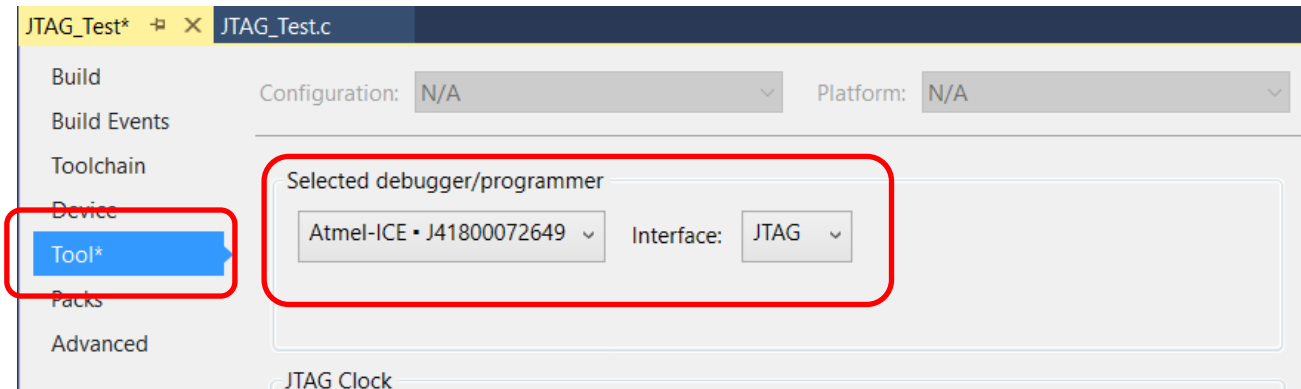 JTAG_Test* JTAG_Test.c
Build
Configuration: N/A Platform: N/A
Build Events
Toolchain
Selected debugger/programmer
Device
Atmel-ICE • J41800072649 Interface: JTAG
Tool*
Packs
Advanced
JTAG Clock